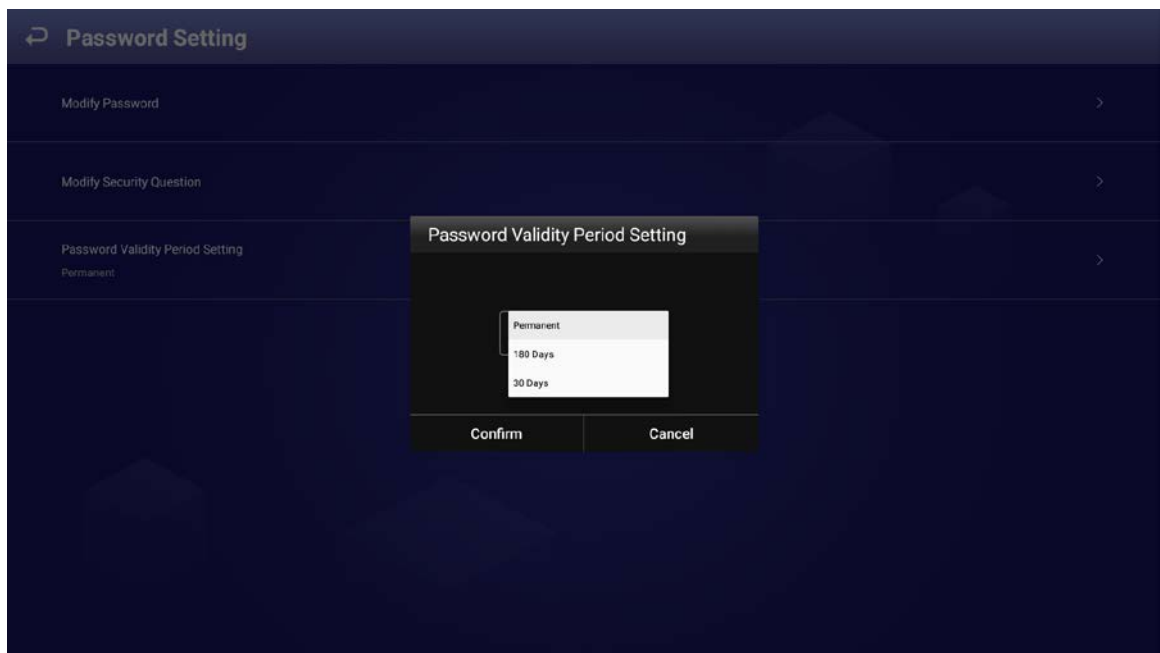 Password Setting
Modify Password
Modify Security Question
Password Validity Period Setting
Permanent
Password Validity Period Setting
Permanent
180 Days
30 Days
Confirm
Cancel